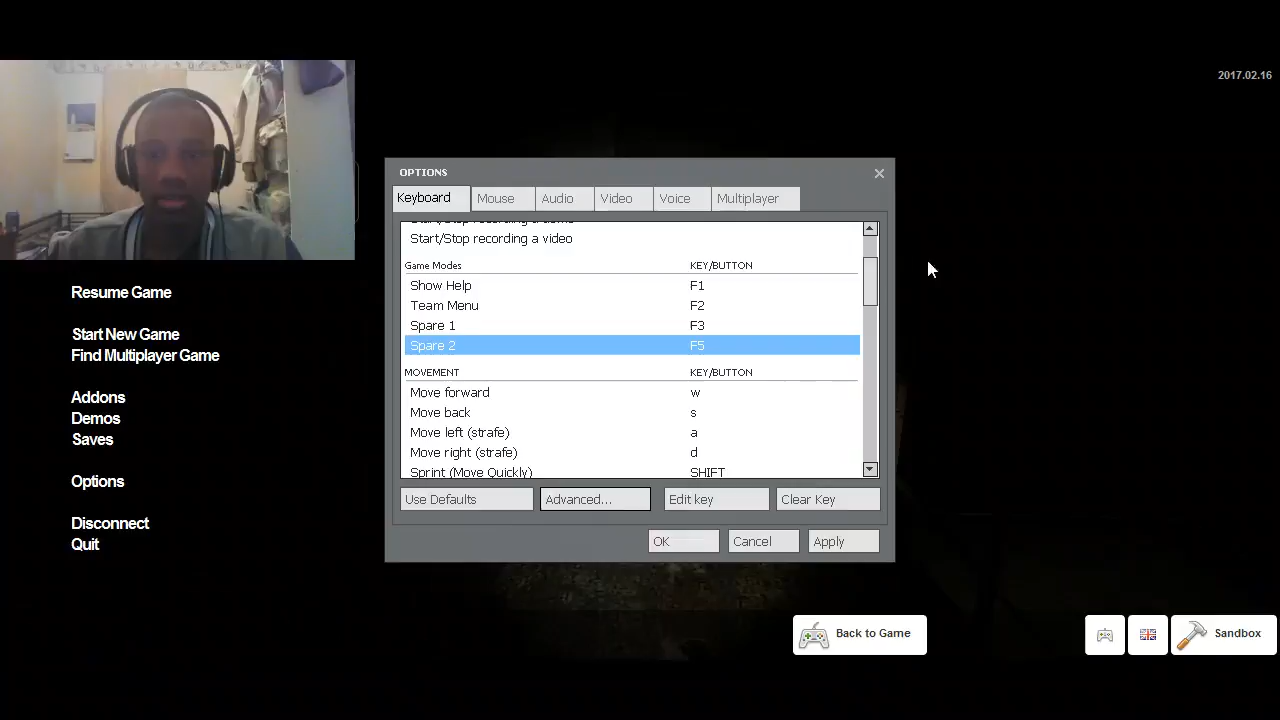 2017.02.16
OPTIONS
Keyboard Mouse Audio Video Voice Multiplayer
Start/Stop recording a video
Game Modes KEY/BUTTON
Show Help F1
Team Menu F2
Spare 1 F3
Spare 2 F5
MOVEMENT KEY/BUTTON
Move forward w
Move back s
Move left (strafe) a
Move right (strafe) d
Sprint (Move Quickly) SHIFT
Use Defaults Advanced... Edit key Clear Key
OK Cancel Apply
Resume Game
Start New Game
Find Multiplayer Game
Addons
Demos
Saves
Options
Disconnect
Quit
Back to Game
Sandbox